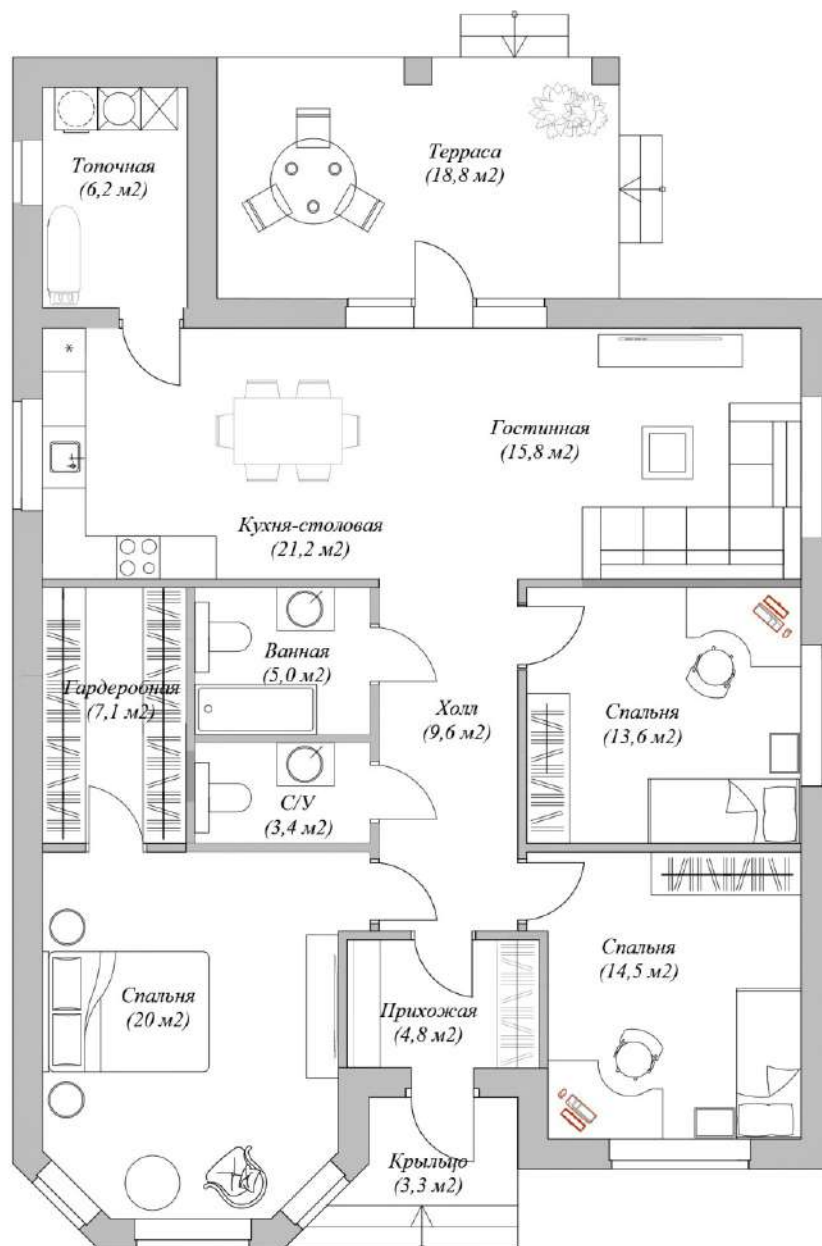 Топочная
(6,2 м2)
Терраса
(18,8 м2)
Гостинная
(15,8 м2)
Кухня-столовая
(21,2 м2)
Ванная
(5,0 м2)
Гардеробная
(7,1 м2)
Холл
(9,6 м2)
Спальня
(13,6 м2)
С/У
(3,4 м2)
Спальня
(14,5 м2)
Спальня
(20 м2)
Прихожая
(4,8 м2)
Крыльцо
(3,3 м2)